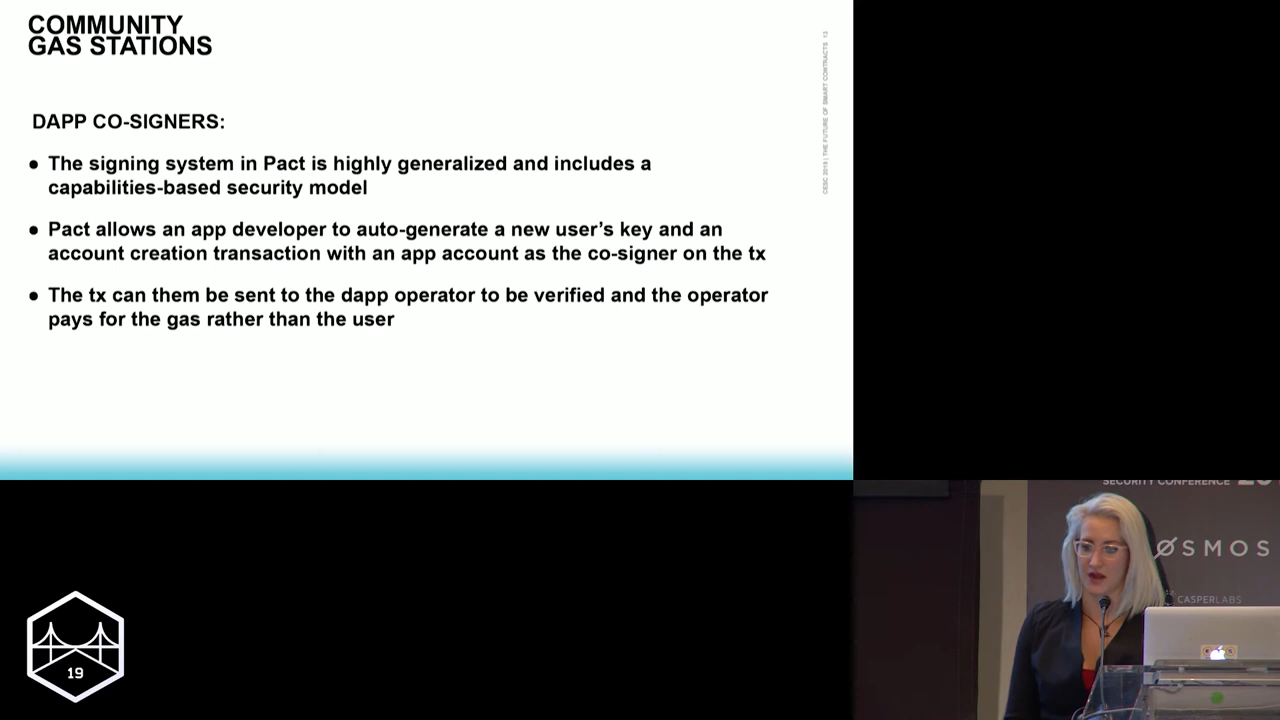 COMMUNITY
GAS STATIONS
CESC 2019 | THE FUTURE OF SMART CONTRACTS 13
DAPP CO-SIGNERS:
● The signing system in Pact is highly generalized and includes a
capabilities-based security model
● Pact allows an app developer to auto-generate a new user’s key and an
account creation transaction with an app account as the co-signer on the tx
● The tx can them be sent to the dapp operator to be verified and the operator
pays for the gas rather than the user
SECURITY CONFERENCE
ØSMOS
CASPERLABS
19